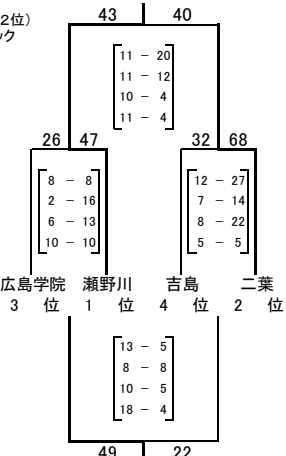 2位)
ック
43 40
11 － 20
11 － 12
10 － 4
11 － 4
26 47 32 68
8 － 8 12 － 27
2 － 16 7 － 14
6 － 13 8 － 22
10 － 10 5 － 5
広島学院 瀬野川 吉島 二葉
3 位 1 位 4 位 2 位
13 － 5
8 － 8
10 － 5
18 － 4
49 22